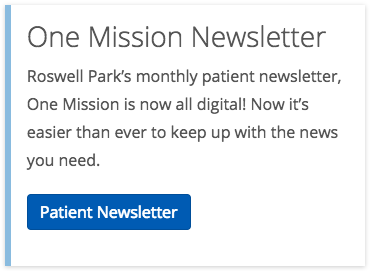 One Mission Newsletter
Roswell Park’s monthly patient newsletter,
One Mission is now all digital! Now it’s
easier than ever to keep up with the news
you need.
Patient Newsletter